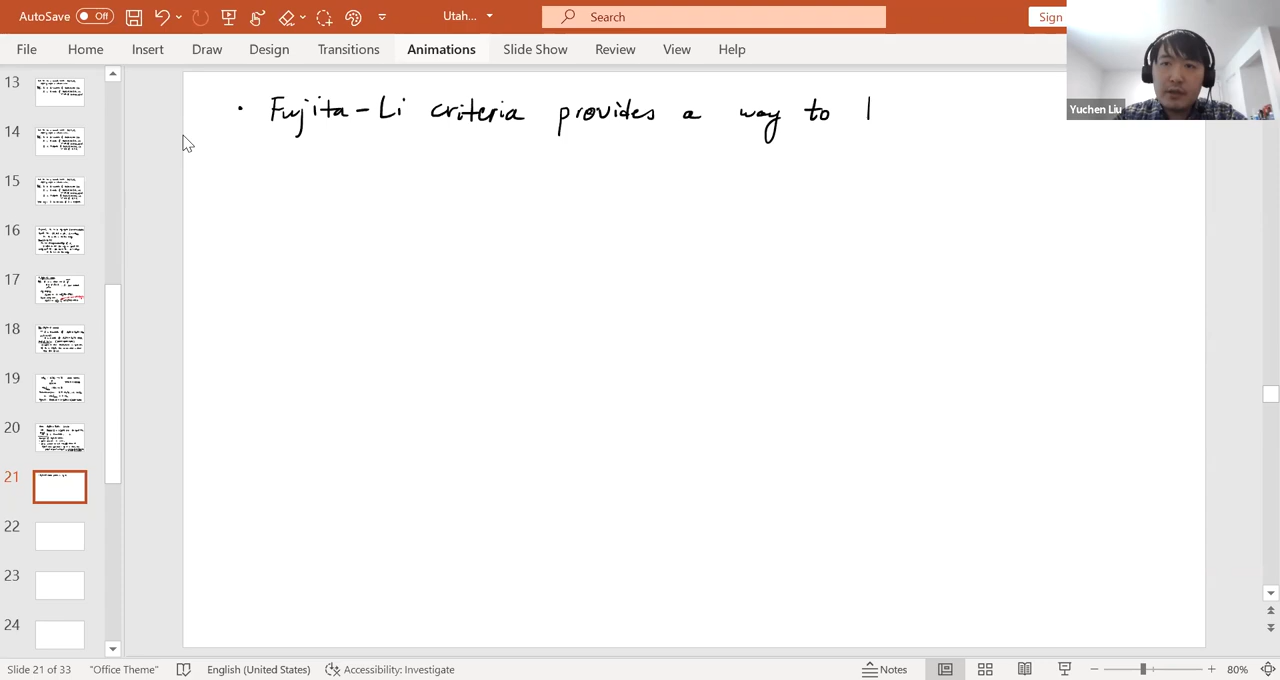 AutoSave Off Utah... Search Sign
File Home Insert Draw Design Transitions Animations Slide Show Review View Help
Yuchen Liu
· Fujita-Li criteria provides a way to
13
14
15
16
17
18
19
20
21
22
23
24
Slide 21 of 33 "Office Theme" English (United States) Accessibility: Investigate Notes 80%